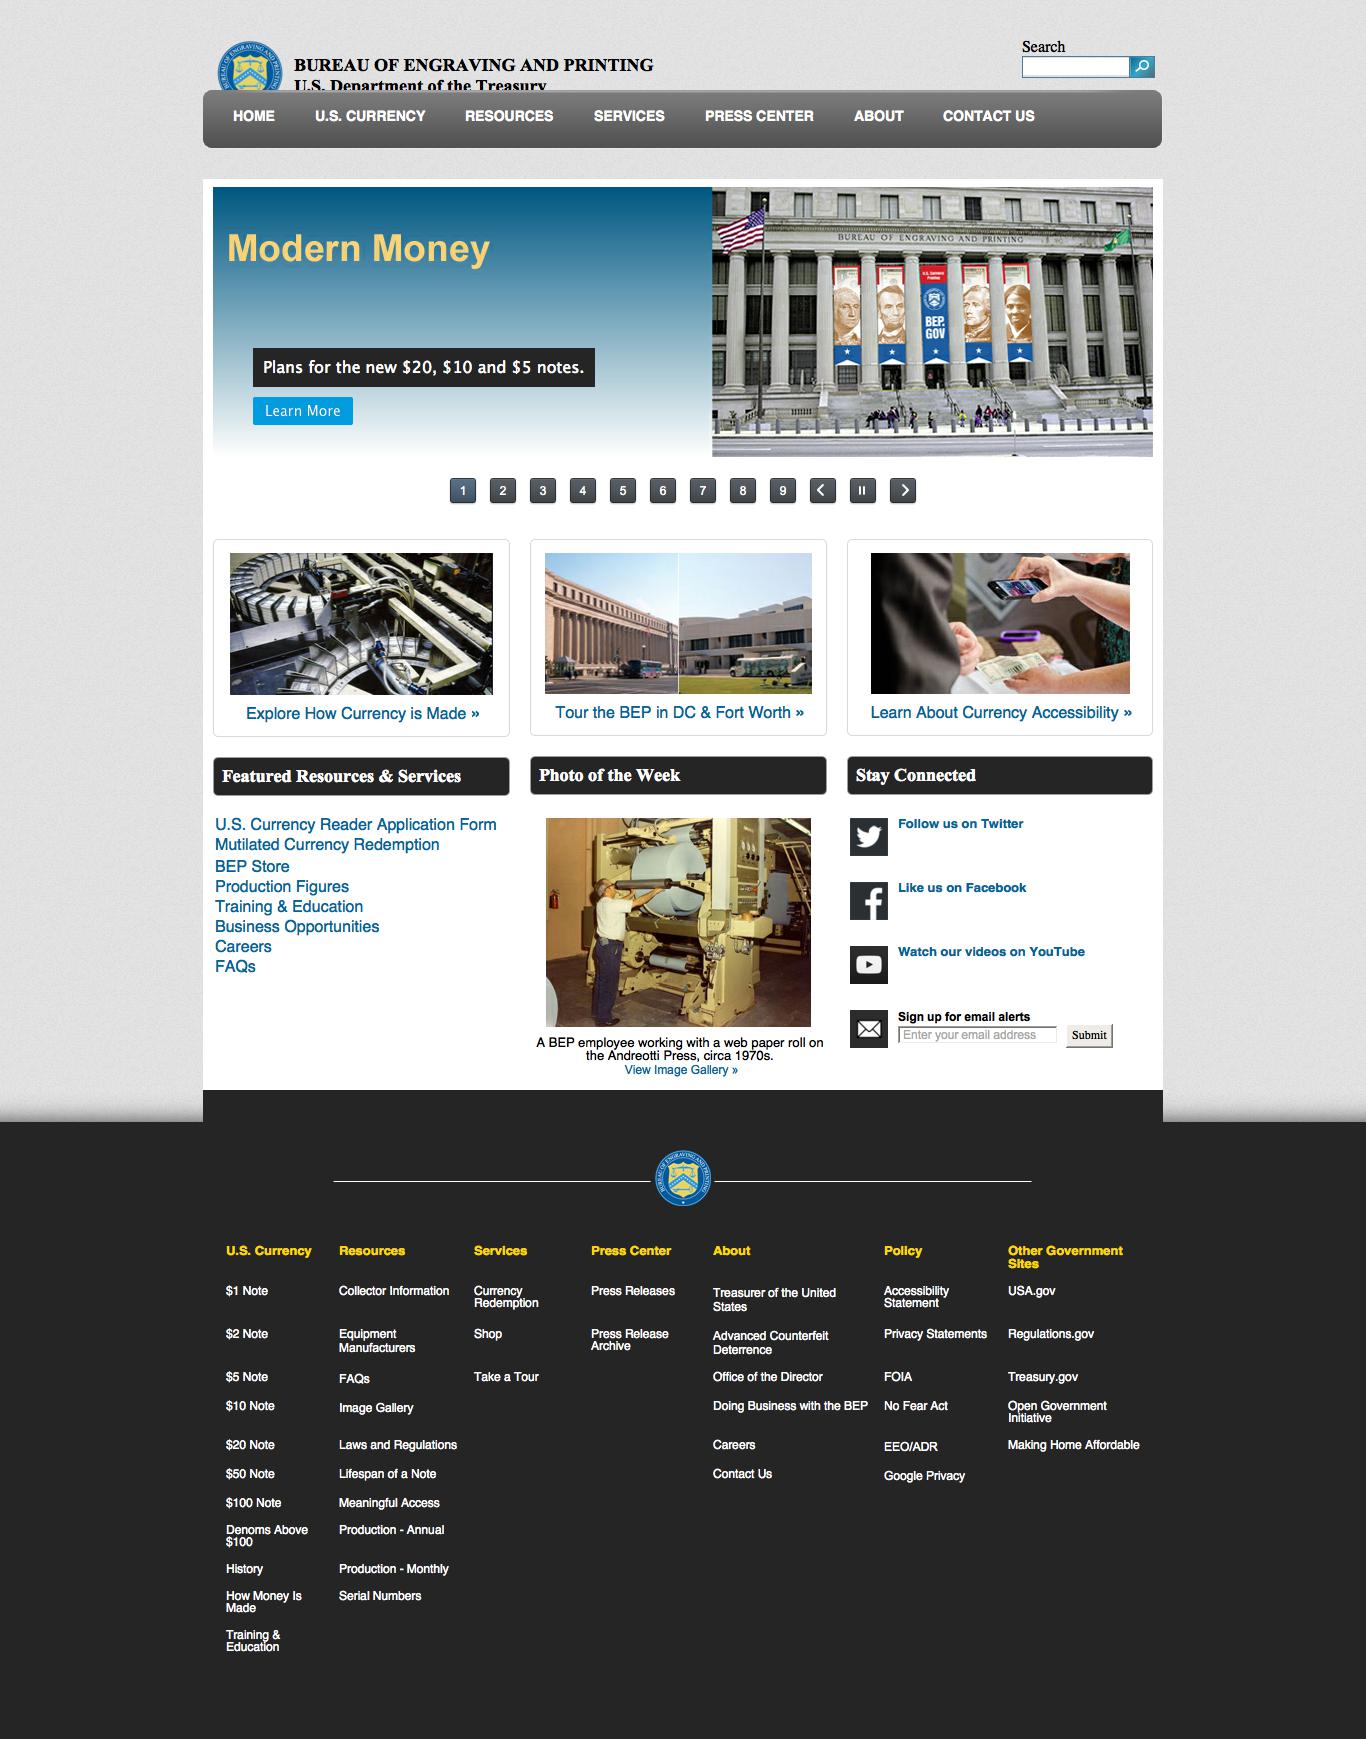 Search
BUREAU OF ENGRAVING AND PRINTING
U.S. Department of the Treasury
HOME U.S. CURRENCY RESOURCES SERVICES PRESS CENTER ABOUT CONTACT US
Modern Money
BUREAU OF ENGRAVING AND PRINTING
BEP.
GOV
Plans for the new $20, $10 and $5 notes.
Learn More
1 2 3 4 5 6 7 8 9
Explore How Currency is Made »
Tour the BEP in DC & Fort Worth »
Learn About Currency Accessibility »
Featured Resources & Services
U.S. Currency Reader Application Form
Mutilated Currency Redemption
BEP Store
Production Figures
Training & Education
Business Opportunities
Careers
FAQs
Photo of the Week
A BEP employee working with a web paper roll on
the Andreotti Press, circa 1970s.
View Image Gallery »
Stay Connected
Follow us on Twitter
Like us on Facebook
Watch our videos on YouTube
Sign up for email alerts
Enter your email address Submit
BUREAU OF ENGRAVING AND PRINTING
U.S. Currency
$1 Note
$2 Note
$5 Note
$10 Note
$20 Note
$50 Note
$100 Note
Denoms Above
$100
History
How Money Is
Made
Training &
Education
Resources
Collector Information
Equipment
Manufacturers
FAQs
Image Gallery
Laws and Regulations
Lifespan of a Note
Meaningful Access
Production - Annual
Production - Monthly
Serial Numbers
Services
Currency
Redemption
Shop
Take a Tour
Press Center
Press Releases
Press Release
Archive
About
Treasurer of the United
States
Advanced Counterfeit
Deterrence
Office of the Director
Doing Business with the BEP
Careers
Contact Us
Policy
Accessibility
Statement
Privacy Statements
FOIA
No Fear Act
EEO/ADR
Google Privacy
Other Government
Sites
USA.gov
Regulations.gov
Treasury.gov
Open Government
Initiative
Making Home Affordable